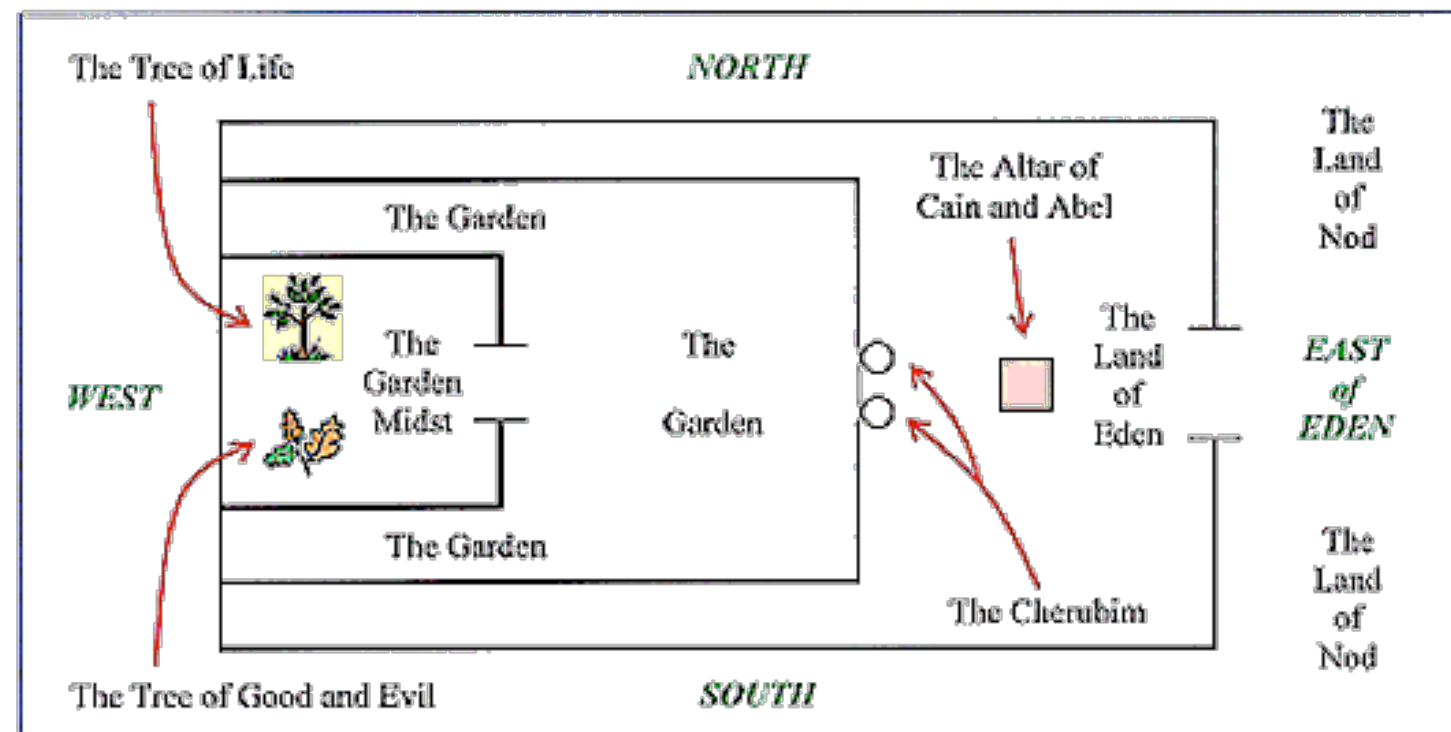 The Tree of Life
NORTH
The
Land
of
Nod
The Altar of
Cain and Abel
The Garden
The
Garden
Midst
The
Garden
The
Land
of
Eden
WEST
EAST
of
EDEN
The Garden
The Cherubim
The
Land
of
Nod
The Tree of Good and Evil
SOUTH